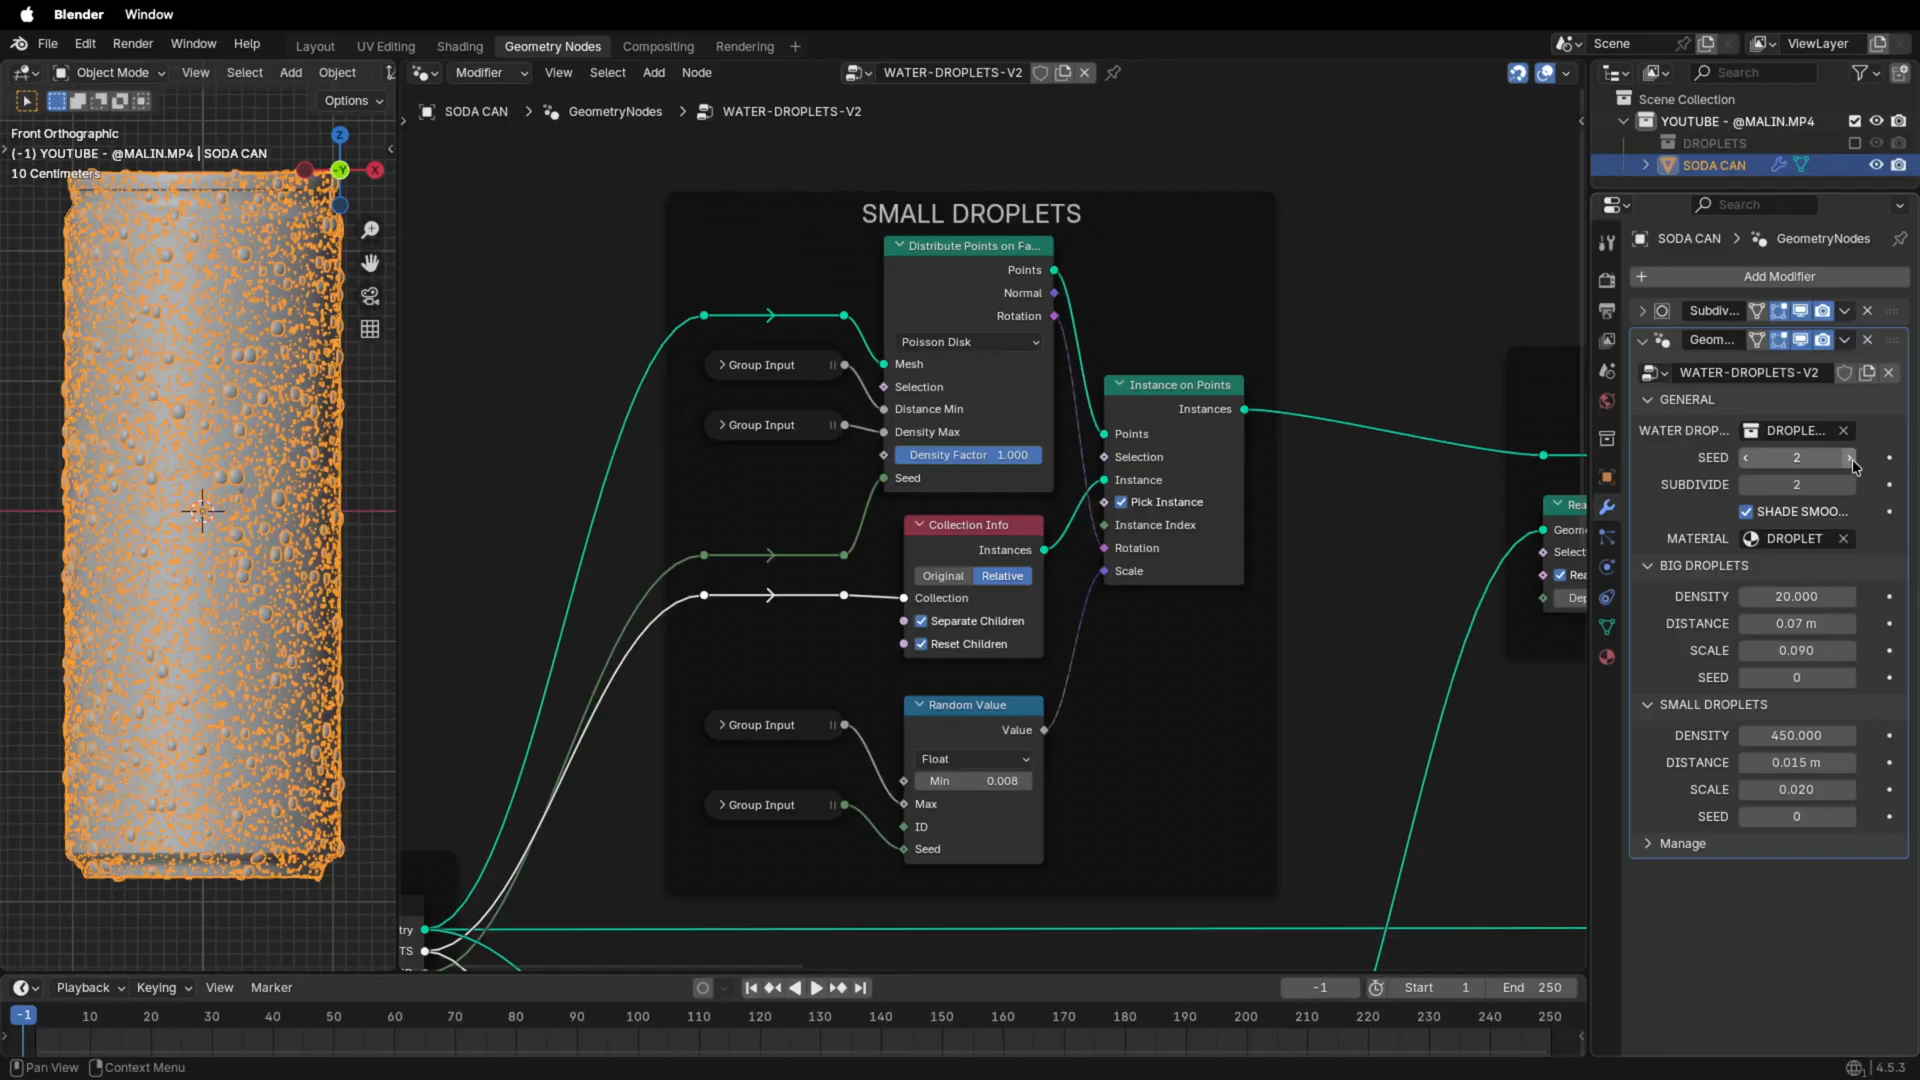 Blender Window
File Edit Render Window Help
Layout UV Editing Shading Geometry Nodes Compositing Rendering
Scene
ViewLayer
Object Mode View Select Add Object
Modifier View Select Add Node
WATER-DROPLETS-V2
Search
Options
Front Orthographic
(-1) YOUTUBE - @MALIN.MP4 | SODA CAN
10 Centimeters
Z
-Y
X
SODA CAN > GeometryNodes > WATER-DROPLETS-V2
SMALL DROPLETS
Distribute Points on Fa...
Points
Normal
Rotation
Poisson Disk
Mesh
Selection
Distance Min
Density Max
Density Factor 1.000
Seed
Group Input
Group Input
Collection Info
Instances
Original Relative
Collection
Separate Children
Reset Children
Group Input
Group Input
Random Value
Value
Float
Min 0.008
Max
ID
Seed
Instance on Points
Instances
Points
Selection
Instance
Pick Instance
Instance Index
Rotation
Scale
Rea
Geome
Select
Rea
Dep
try
TS
Scene Collection
YOUTUBE - @MALIN.MP4
DROPLETS
SODA CAN
Search
SODA CAN > GeometryNodes
Add Modifier
Subdiv...
Geom...
WATER-DROPLETS-V2
GENERAL
WATER DROP... DROPLE...
SEED 2
SUBDIVIDE 2
SHADE SMOO...
MATERIAL DROPLET
BIG DROPLETS
DENSITY 20.000
DISTANCE 0.07 m
SCALE 0.090
SEED 0
SMALL DROPLETS
DENSITY 450.000
DISTANCE 0.015 m
SCALE 0.020
SEED 0
Manage
Playback Keying View Marker
-1
Start 1
End 250
-1 10 20 30 40 50 60 70 80 90 100 110 120 130 140 150 160 170 180 190 200 210 220 230 240 250
Pan View Context Menu
4.5.3